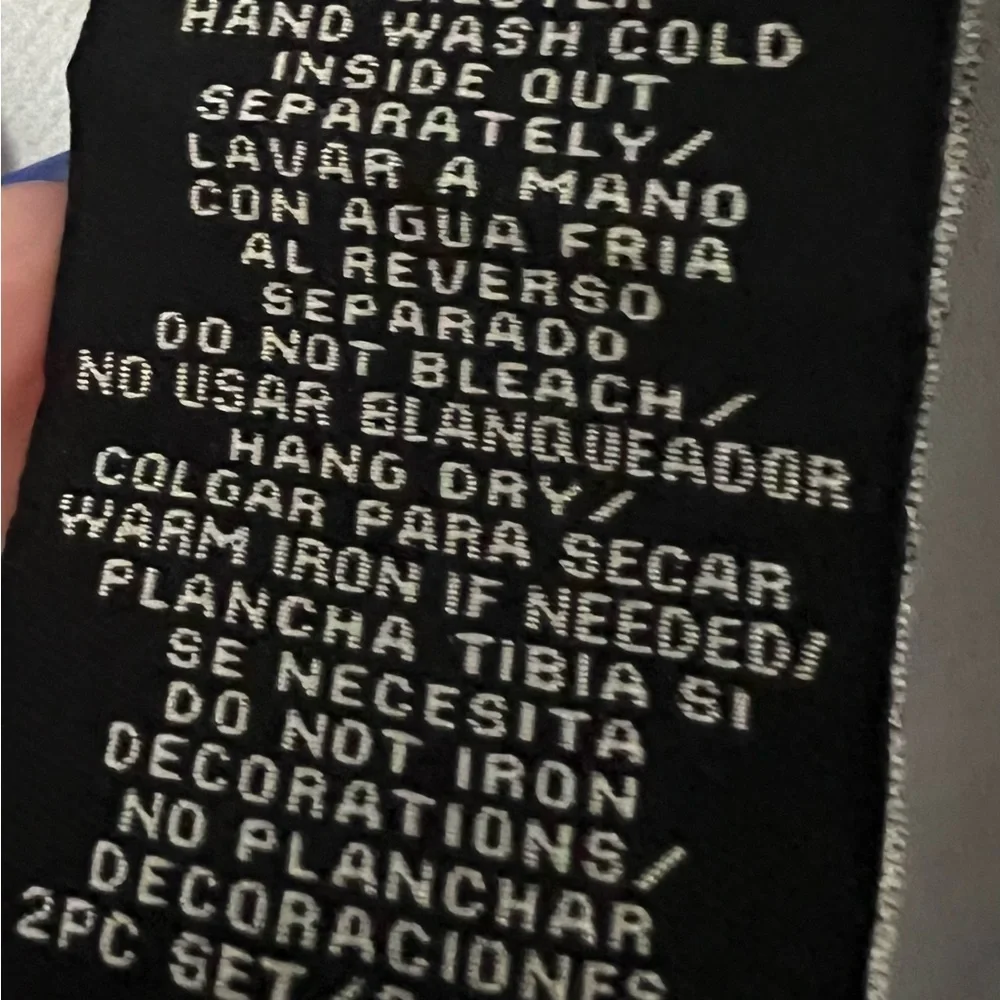 HAND WASH COLD
INSIDE OUT
SEPARATELY/
LAVAR A MANO
CON AGUA FRIA
AL REVERSO
SEPARADO
DO NOT BLEACH/
NO USAR BLANQUEADOR
HANG DRY/
COLGAR PARA SECAR
WARM IRON IF NEEDED/
PLANCHA TIBIA SI
SE NECESITA
DO NOT IRON
DECORATIONS/
NO PLANCHAR
DECORACIONES
2PC SET/